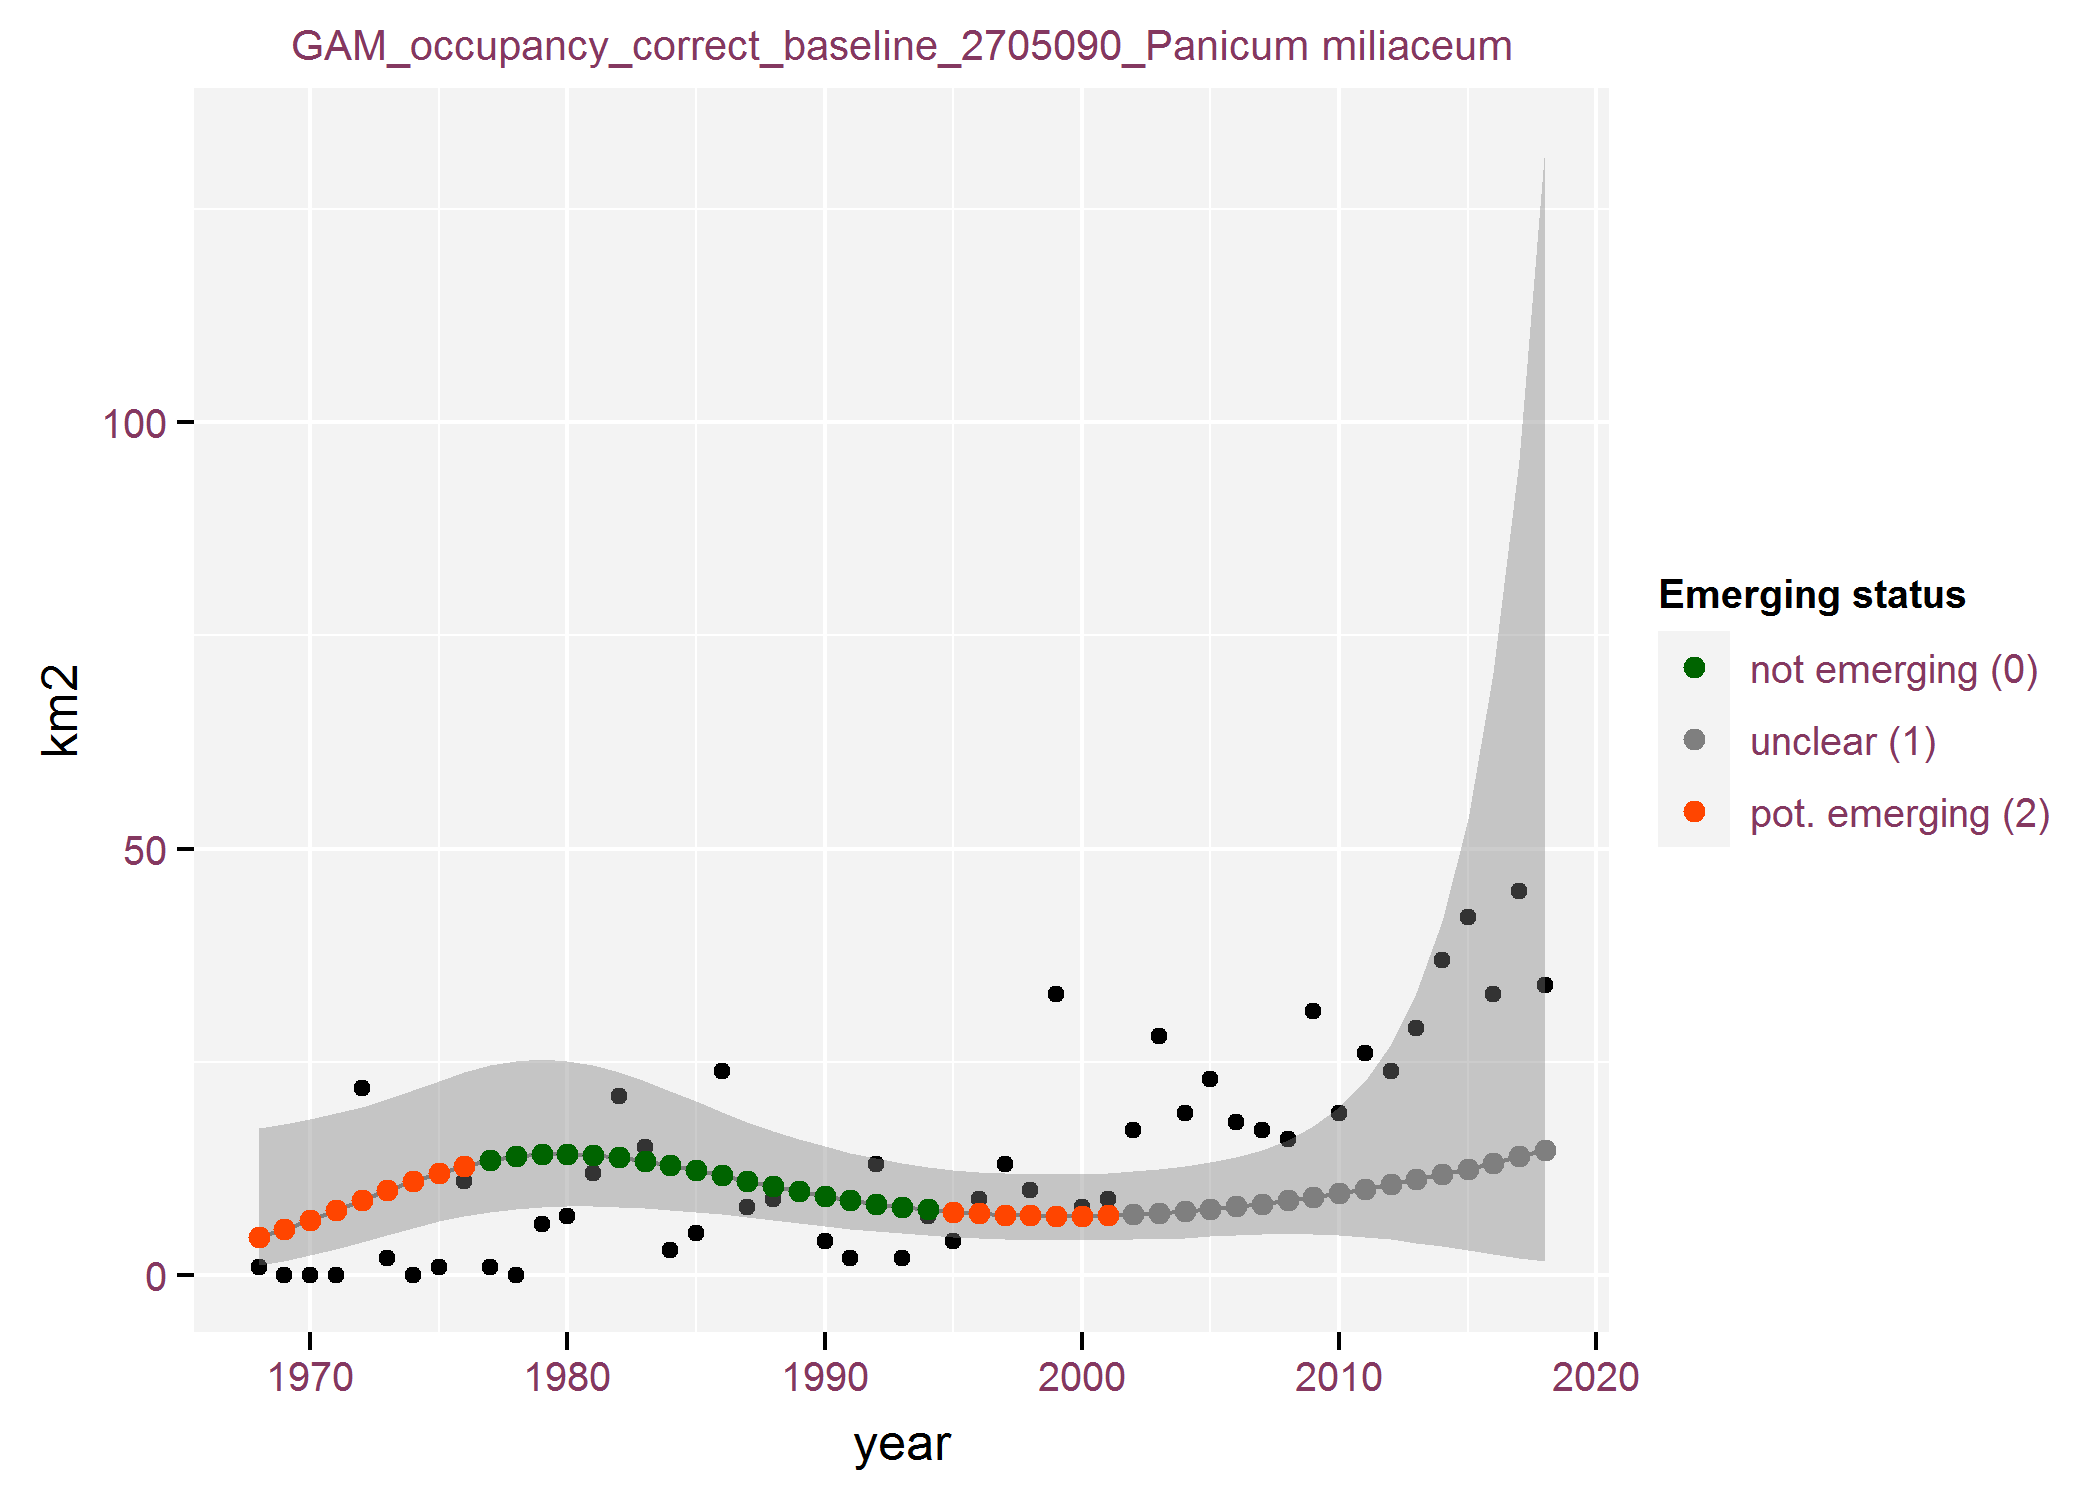 GAM_occupancy_correct_baseline_2705090_Panicum miliaceum
100
50
0
km2
1970 1980 1990 2000 2010 2020
year
Emerging status
not emerging (0)
unclear (1)
pot. emerging (2)